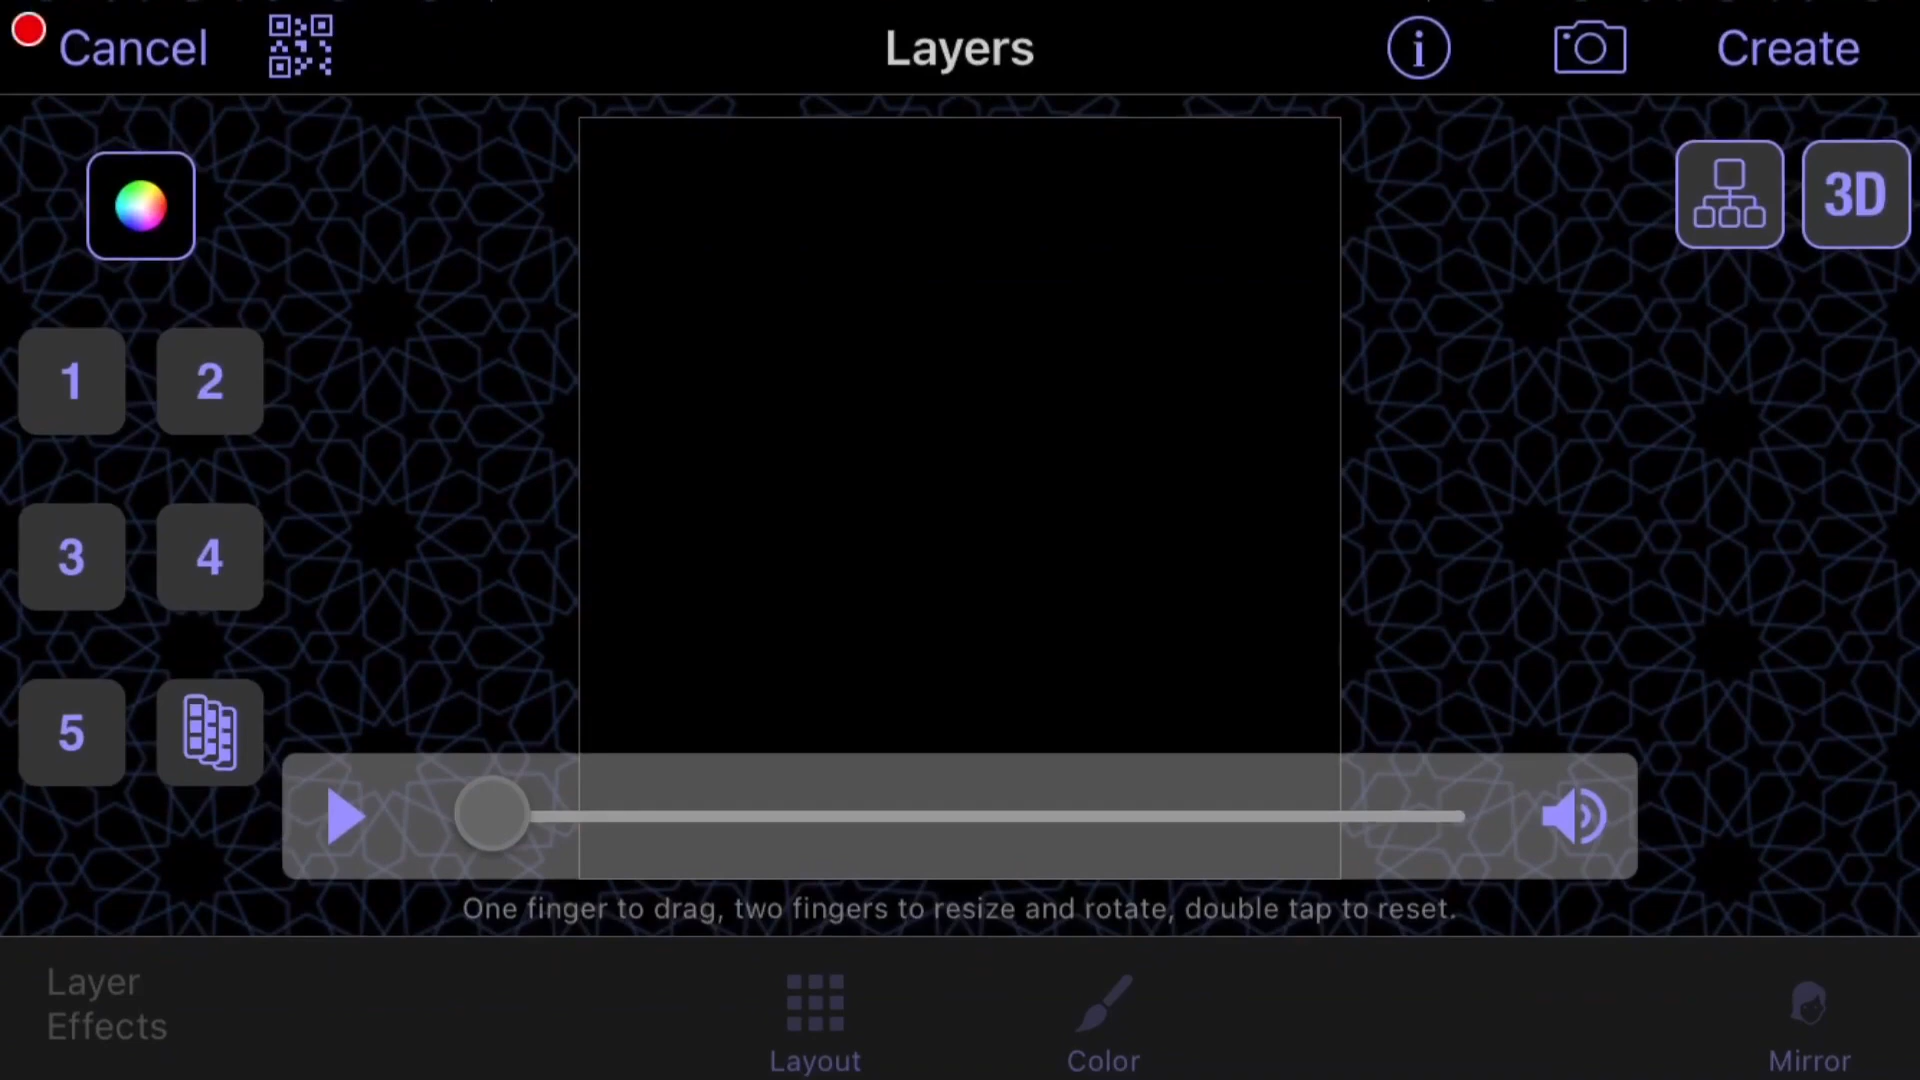 Cancel
Layers
Create
3D
1
2
3
4
5
One finger to drag, two fingers to resize and rotate, double tap to reset.
Layer
Effects
Layout
Color
Mirror